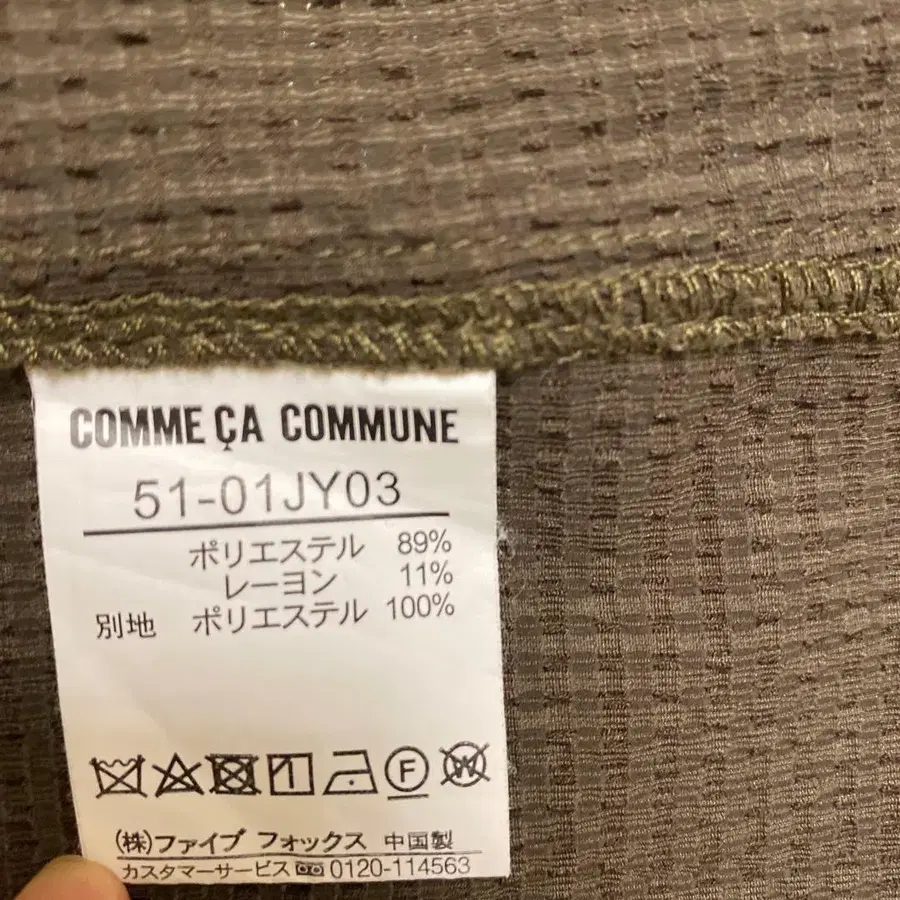 COMME ÇA COMMUNE
51-01JY03
ポリエステル 89%
レーヨン 11%
別地 ポリエステル 100%
F W
(株)ファイブ フォックス 中国製
カスタマーサービス 0120-114563